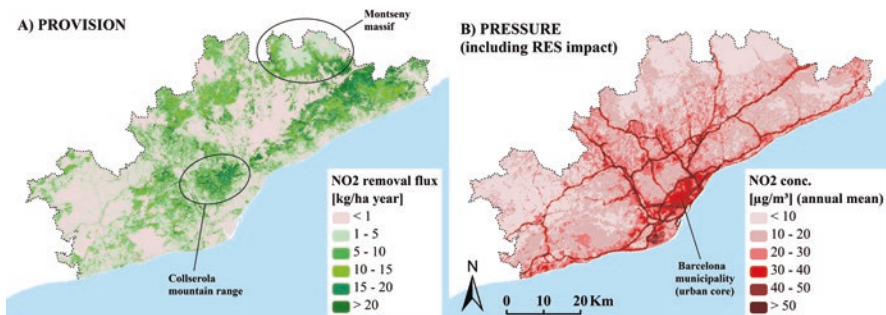 A) PROVISION
Montseny
massif
Collserola
mountain range
NO2 removal flux
[kg/ha year]
< 1
1 - 5
5 - 10
10 - 15
15 - 20
> 20
B) PRESSURE
(including RES impact)
Barcelona
municipality
(urban core)
N
0 10 20 Km
NO2 conc.
[µg/m³] (annual mean)
< 10
10 - 20
20 - 30
30 - 40
40 - 50
> 50